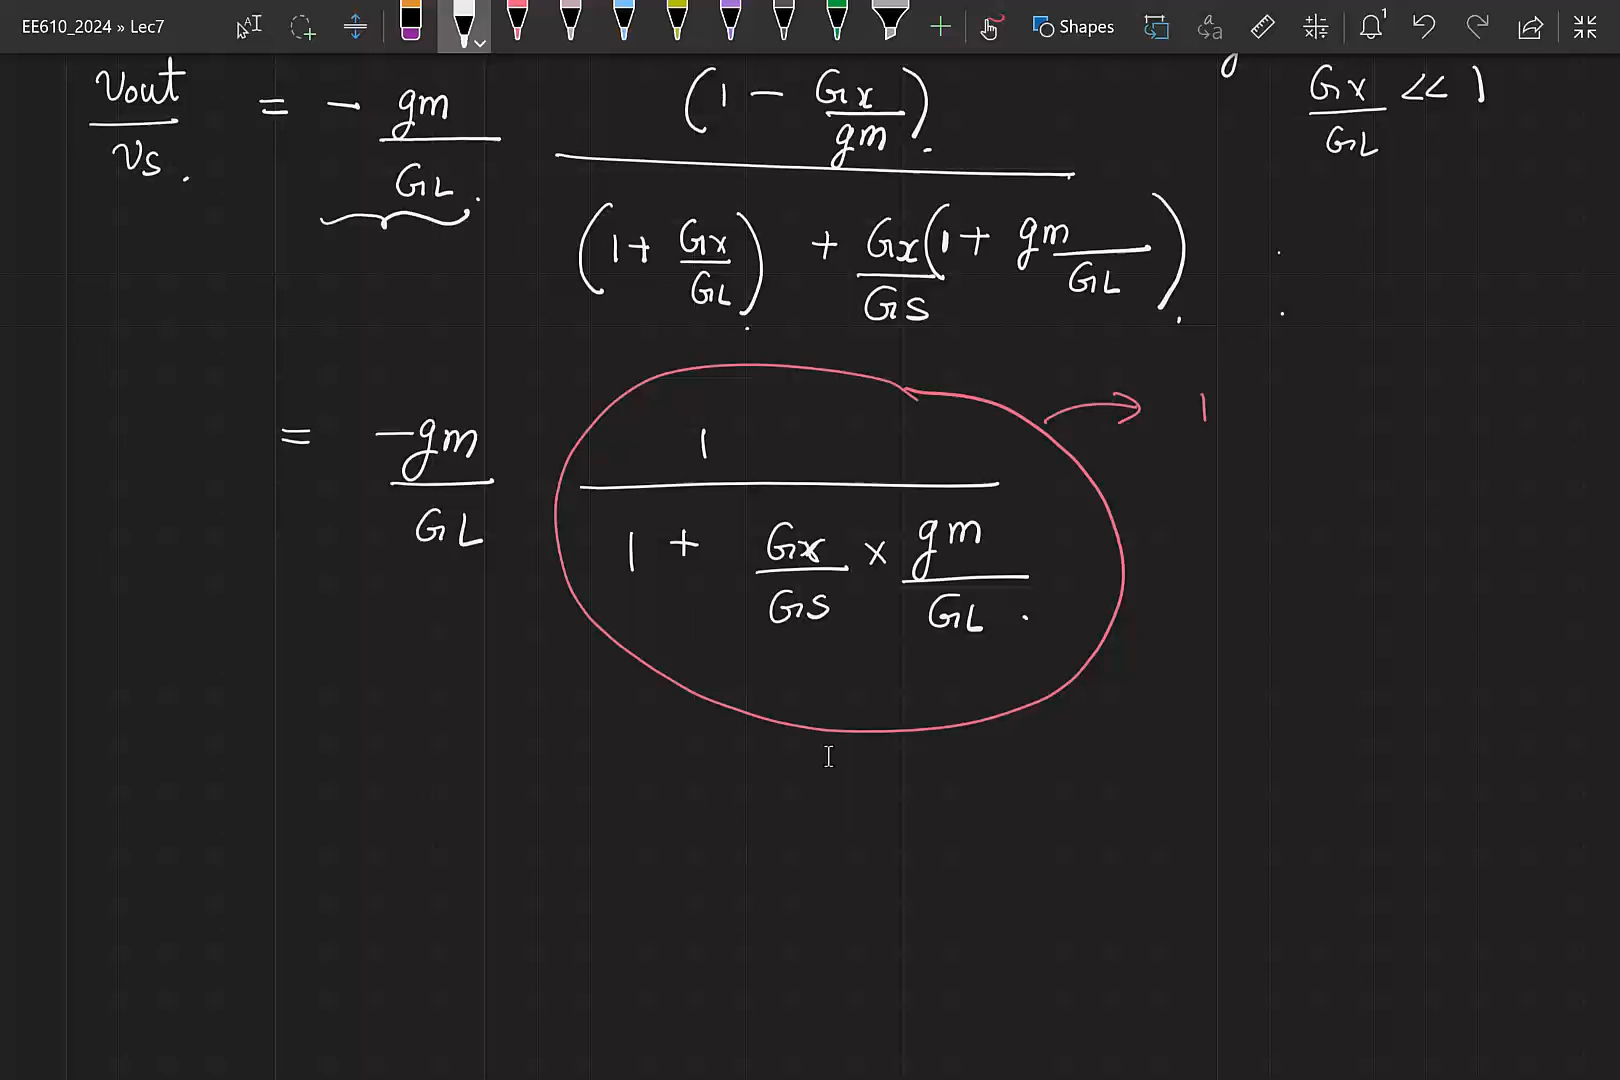 EE610_2024 » Lec7
Shapes
1
vout/vs. = - gm/GL. (1 - Gx/gm). / (1 + Gx/GL) + Gx/GS (1 + gm/GL).
Gx/GL << 1
= -gm/GL 1 / 1 + Gx/GS × gm/GL. → 1